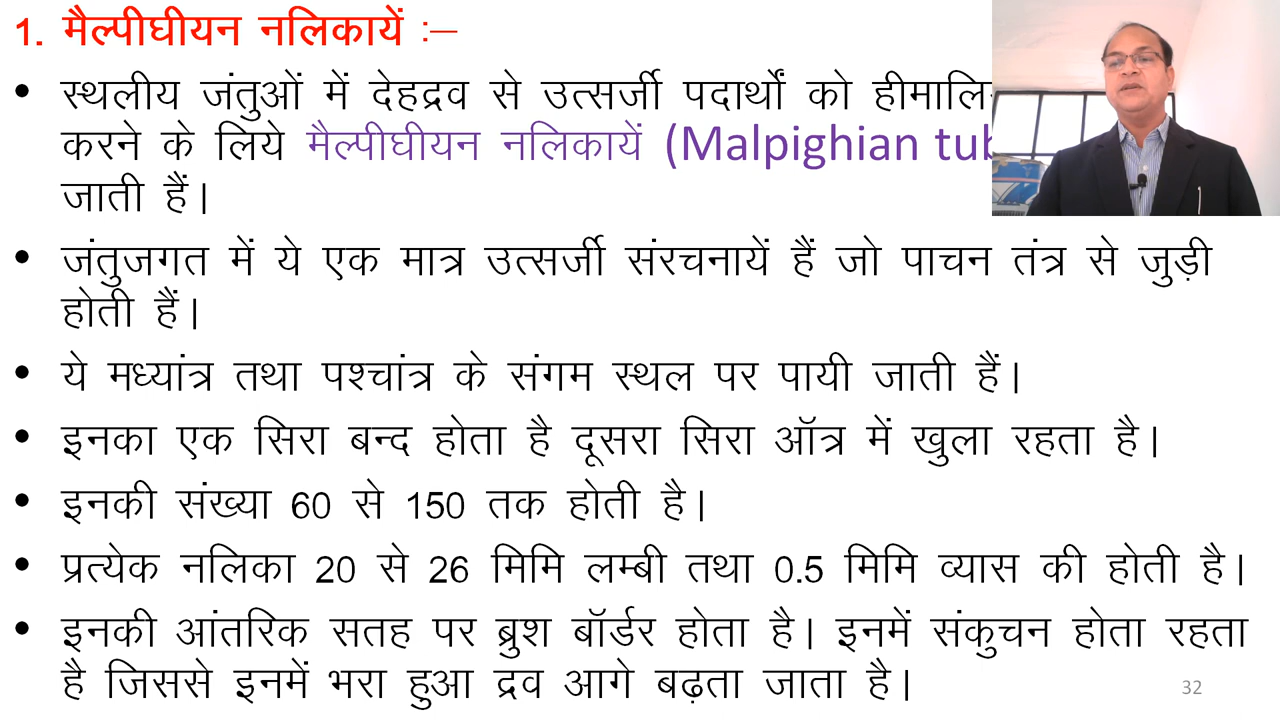 1. मैल्पीघीयन नलिकायें :–
• स्थलीय जंतुओं में देहद्रव से उत्सर्जी पदार्थों को
करने के लिये मैल्पीघीयन नलिकायें (Malpighian
जाती हैं।
• जंतुजगत में ये एक मात्र उत्सर्जी संरचनायें हैं जो पाचन तंत्र से जुड़ी
होती हैं।
• ये मध्यांत्र तथा पश्चांत्र के संगम स्थल पर पायी जाती हैं।
• इनका एक सिरा बन्द होता है दूसरा सिरा ऑत्र में खुला रहता है।
• इनकी संख्या 60 से 150 तक होती है।
• प्रत्येक नलिका 20 से 26 मिमि लम्बी तथा 0.5 मिमि व्यास की होती है।
• इनकी आंतरिक सतह पर ब्रुश बॉर्डर होता है। इनमें संकुचन होता रहता
है जिससे इनमें भरा हुआ द्रव आगे बढ़ता जाता है।
32